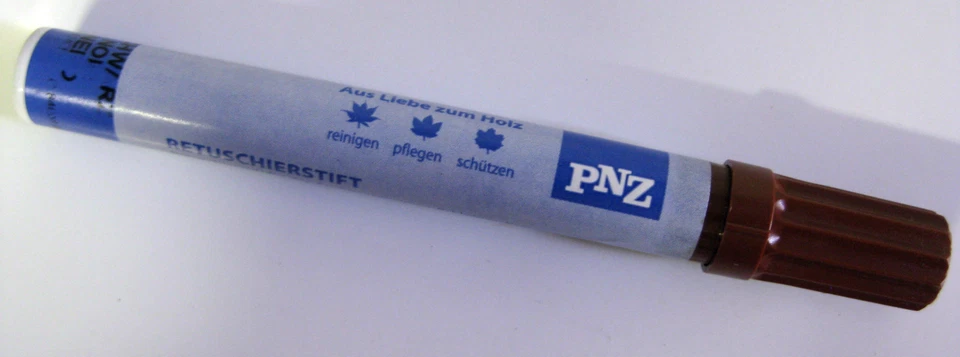 Aus Liebe zum Holz
reinigen pflegen schützen
PNZ
RETUSCHIERSTIFT